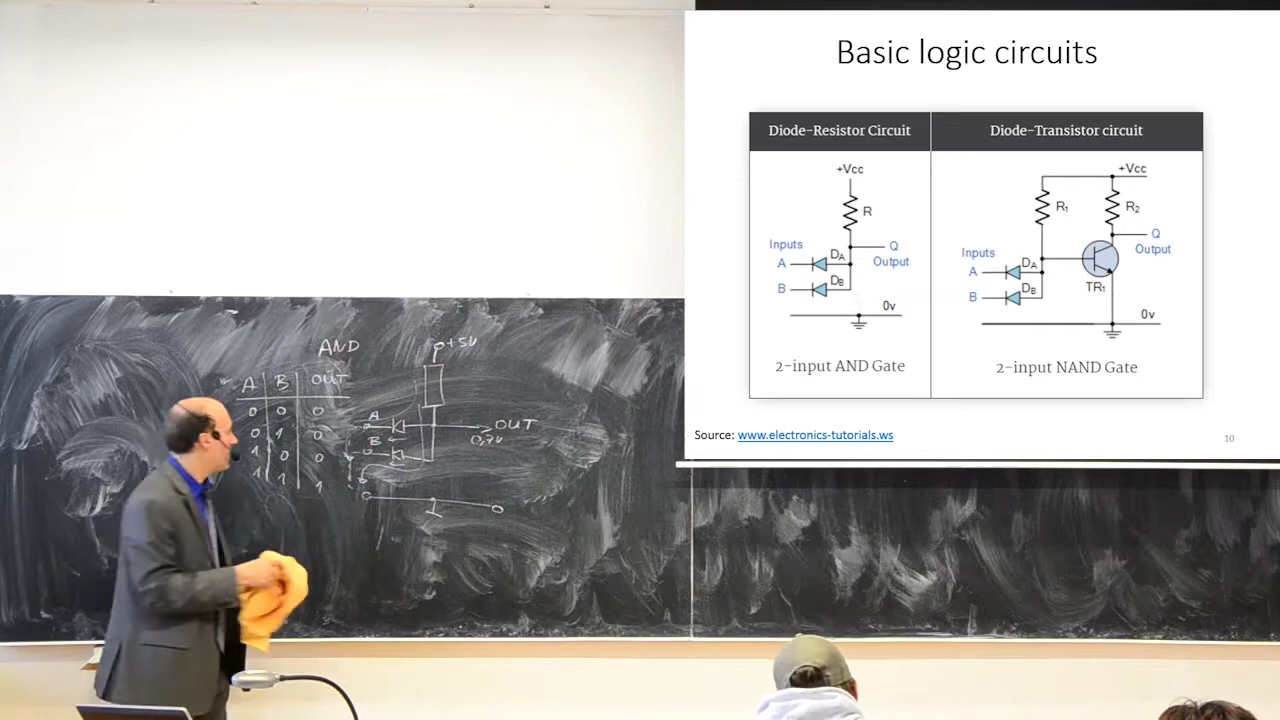 Basic logic circuits
Diode-Resistor Circuit
Diode-Transistor circuit
+Vcc
R
Inputs
A
B
DA
DB
Q
Output
0v
2-input AND Gate
+Vcc
R1
R2
Inputs
A
B
DA
DB
TR1
Q
Output
0v
2-input NAND Gate
Source: www.electronics-tutorials.ws
10
AND
A B OUT
0 0 0
0 1 0
1 0 0
1 1 1
+5V
A
B
OUT
0,7V